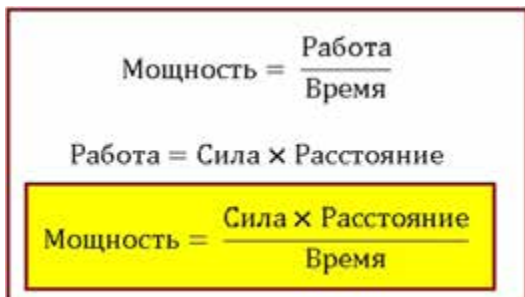 Мощность = Работа / Время
Работа = Сила × Расстояние
Мощность = Сила × Расстояние / Время